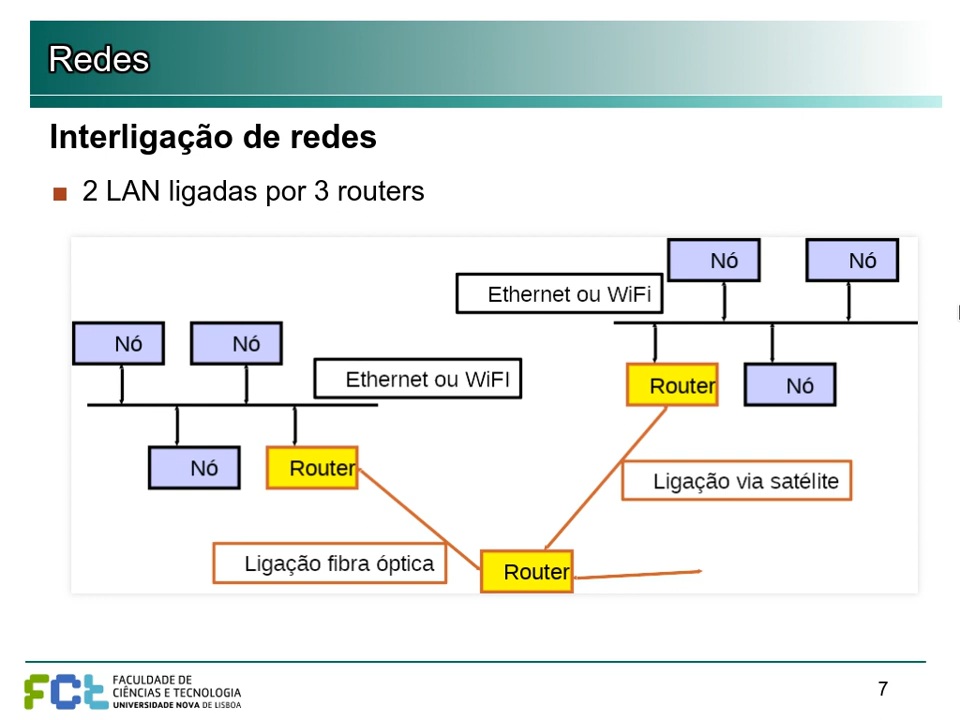 Redes
Interligação de redes
2 LAN ligadas por 3 routers
Nó
Nó
Ethernet ou WiFi
Nó
Nó
Ethernet ou WiFI
Router
Nó
Nó
Router
Ligação via satélite
Ligação fibra óptica
Router
FACULDADE DE
CIÊNCIAS E TECNOLOGIA
UNIVERSIDADE NOVA DE LISBOA
FCt
7